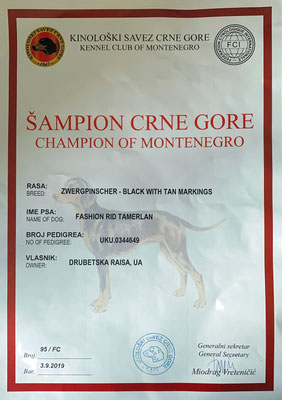 KINOLOŠKI SAVEZ CRNE GORE
KENNEL CLUB OF MONTENEGRO
FCI
ŠAMPION CRNE GORE
CHAMPION OF MONTENEGRO
RASA: ZWERGPINSCHER - BLACK WITH TAN MARKINGS
BREED:
IME PSA: FASHION RID TAMERLAN
NAME OF DOG:
BROJ PEDIGREA: UKU.0344649
NO OF PEDIGREE:
VLASNIK: DRUBETSKA RAISA, UA
OWNER:
Broj 95 / FC
Bar, 3.9.2019
Generalni sekretar
General Secretary
Miodrag Vreteničić